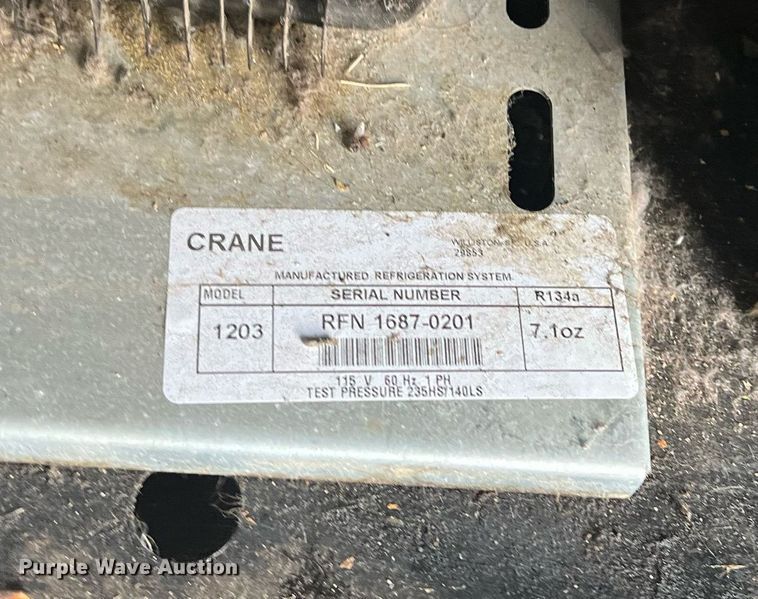 CRANE
WILLISTON, SC, U.S.A
29853
MANUFACTURED REFRIGERATION SYSTEM
MODEL SERIAL NUMBER R134a
1203 RFN 1687-0201 7.1oz
115 V 60 Hz 1 PH
TEST PRESSURE 235HS/140LS
Purple Wave Auction